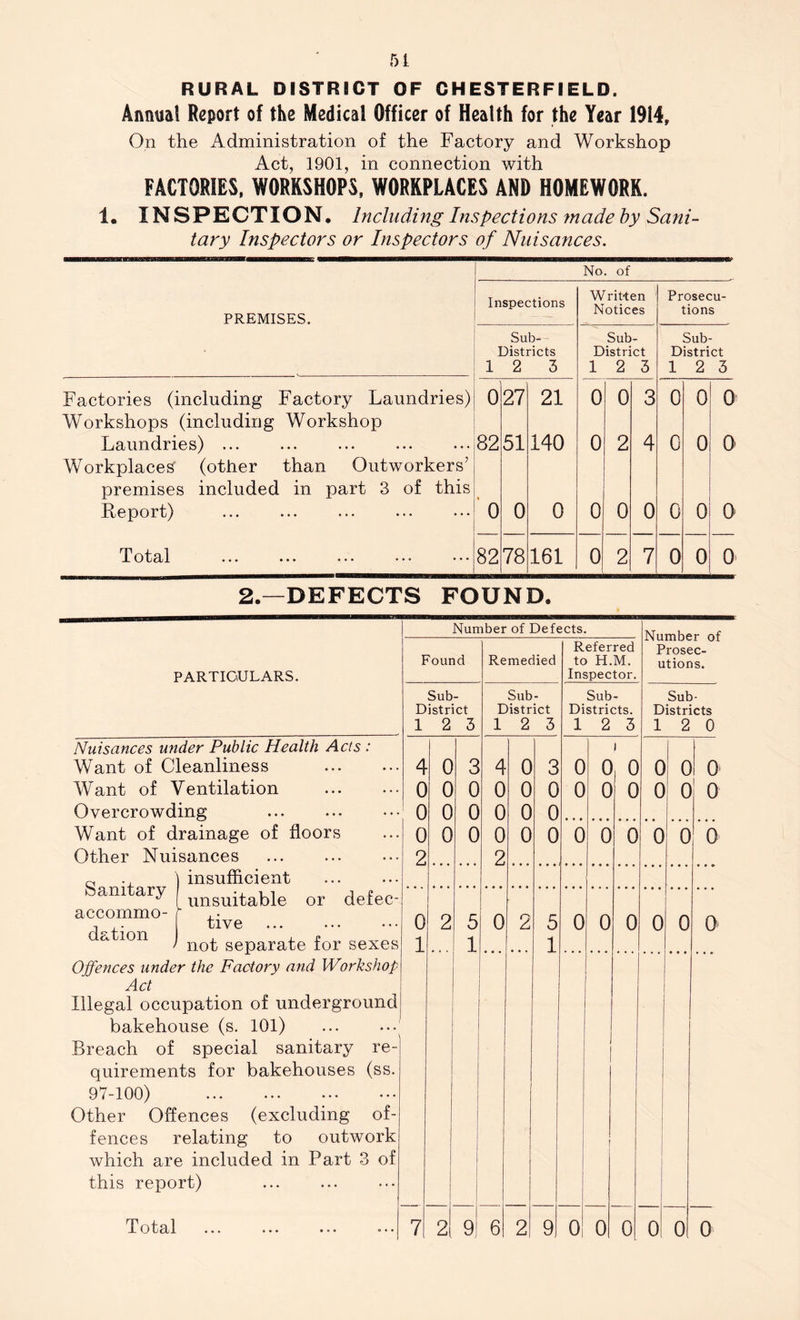 51
RURAL DISTRICT OF CHESTERFIELD.
Annual Report of the Medical Officer of Health for the Year 1914,
On the Administration of the Factory and Workshop
Act, 1901, in connection with
FACTORIES, WORKSHOPS, WORKPLACES AND HOMEWORK.
1. INSPECTION. Including Inspections made by Sani-
tary Inspectors or Inspectors of Nuisances.
PREMISES. No. of
Inspections Written Notices Prosecu-tions
Sub-Districts Sub-District Sub-District
1 2 3 1 2 3 1 2 3
Factories (including Factory Laundries) 0 27 21 0 0 3 0 0 0
Workshops (including Workshop
Laundries) ... ... ... ... ... 82 51 140 0 2 4 0 0 0
Workplaces (other than Outworkers'
premises included in part 3 of this
Report) ... ... ... ... ... 0 0 0 0 0 0 0 0 0
Total ... ... ... ... ... 82 78 161 0 2 7 0 0 0
2.—DEFECTS FOUND.
PARTICULARS. Number of Defects. Number of Prosec-utions.
Found Remedied Referred to H.M. Inspector.
Sub-District Sub-District Sub-Districts. Sub-Districts
1 2 3 1 2 3 1 2 3 1 2 0
Nuisances under Public Health Acts :
Want of Cleanliness ... ... 4 0 3 4 0 3 0 0 0 0 0 0
Want of Ventilation ... ... 0 0 0 0 0 0 0 0 0 0 0 0
Overcrowding ... ... ... 0 0 0 0 0 0 ... ... ... ... ... ...
Want of drainage of floors ... 0 0 0 0 0 0 0 0 0 0 0 0
Other Nuisances ... ... ... 2 ... ... 2 ... ... ... ... ... ... ... ...
Sanitary accommo-dation
insufficient ... ... ... ... ... ... ... ... ... ... ... ... ... ...
unsuitable or defec-
tive ... ... ... 0 2 5 0 2 5 0 0 0 0 0 0
not separate for sexes 1 ... 1 ... ... 1 ... ... ... ... ... ...
Offences under the Factory and Workshop
Act
Illegal occupation of underground
bakehouse (s. 101) ... ...
Breach of special sanitary re-
quirements for bakehouses (ss.
97-100) ... ... ... ...
Other Offences (excluding of-
fences relating to outwork
which are included in Part 3 of
this report) ... ... ...
Total ... ... ... ... 7 2 9 6 2 9 0 0 0 0 0 0